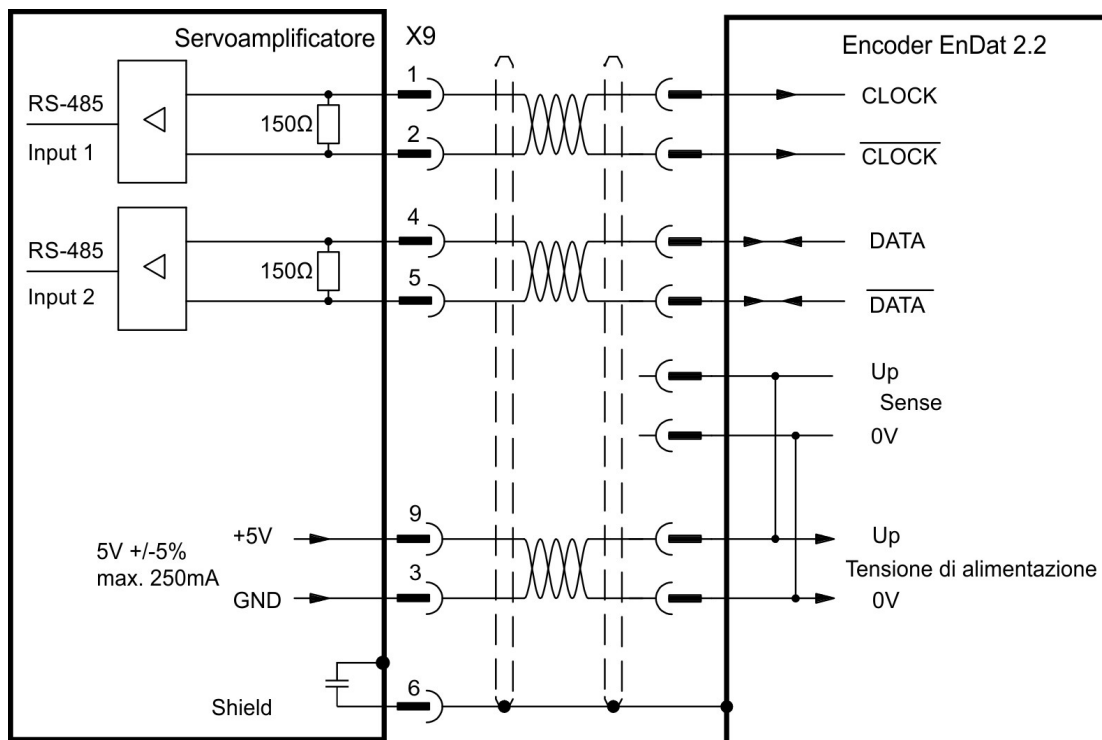 Servoamplificatore
X9
Encoder EnDat 2.2
RS-485
Input 1
150Ω
1
2
CLOCK
CLOCK
RS-485
Input 2
150Ω
4
5
DATA
DATA
Up
Sense
0V
5V +/-5%
max. 250mA
+5V
GND
9
3
Up
Tensione di alimentazione
0V
Shield
6